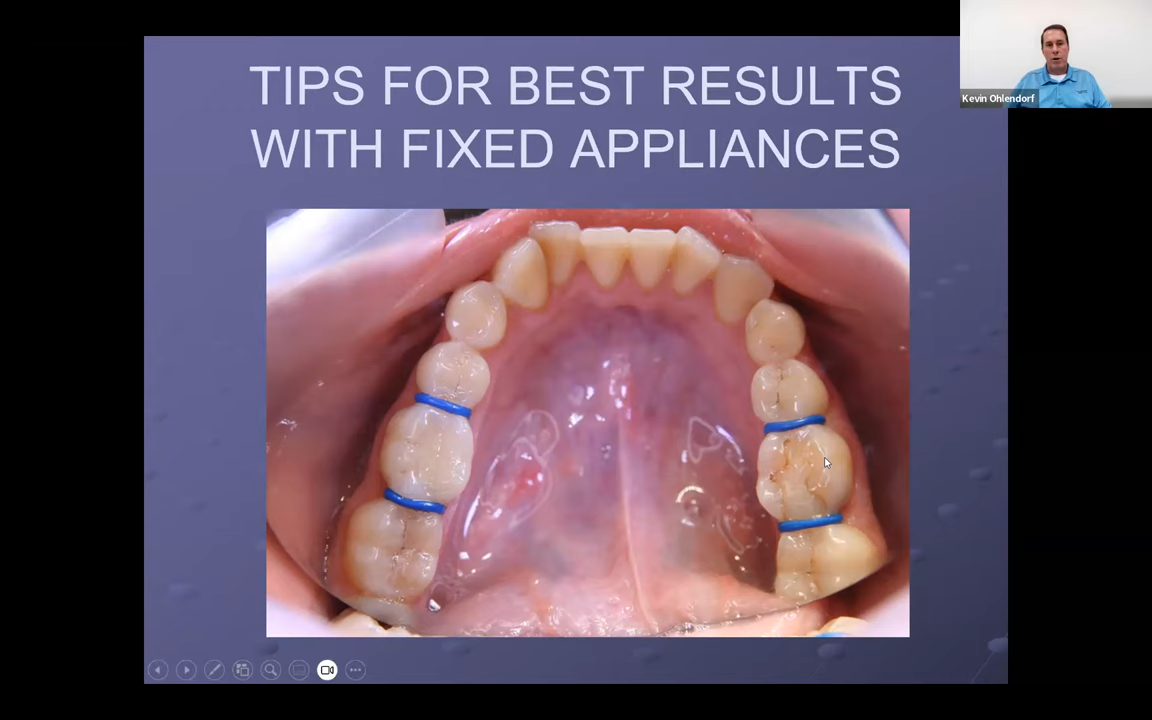 TIPS FOR BEST RESULTS
WITH FIXED APPLIANCES
Kevin Ohlendorf